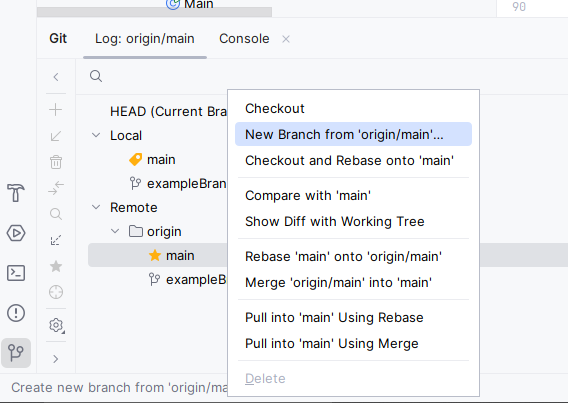 Main
90
Git
Log: origin/main
Console
HEAD (Current Bra
Local
main
exampleBran
Remote
origin
main
exampleB
Checkout
New Branch from 'origin/main'...
Checkout and Rebase onto 'main'
Compare with 'main'
Show Diff with Working Tree
Rebase 'main' onto 'origin/main'
Merge 'origin/main' into 'main'
Pull into 'main' Using Rebase
Pull into 'main' Using Merge
Delete
Create new branch from 'origin/ma